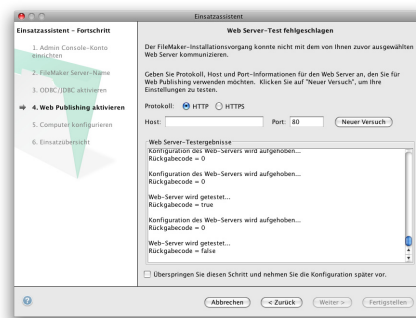 Einsatzassistent
Einsatzassistent – Fortschritt
1. Admin Console-Konto
einrichten
2. FileMaker Server-Name
3. ODBC/JDBC aktivieren
4. Web Publishing aktivieren
5. Computer konfigurieren
6. Einsatzübersicht
Web Server-Test fehlgeschlagen
Der FileMaker-Installationsvorgang konnte nicht mit dem von Ihnen zuvor ausgewählten
Web Server kommunizieren.
Geben Sie Protokoll, Host und Port-Informationen für den Web Server an, den Sie für
Web Publishing verwenden möchten. Klicken Sie auf "Neuer Versuch", um Ihre
Einstellungen zu testen.
Protokoll: HTTP HTTPS
Host: Port: 80 Neuer Versuch
Web Server-Testergebnisse
Konfiguration des Web-Servers wird aufgehoben...
Rückgabecode = 0
Konfiguration des Web-Servers wird aufgehoben...
Rückgabecode = 0
Web-Server wird getestet...
Rückgabecode = true
Konfiguration des Web-Servers wird aufgehoben...
Rückgabecode = 0
Web-Server wird getestet...
Rückgabecode = false
Überspringen Sie diesen Schritt und nehmen Sie die Konfiguration später vor.
? Abbrechen < Zurück Weiter > Fertigstellen